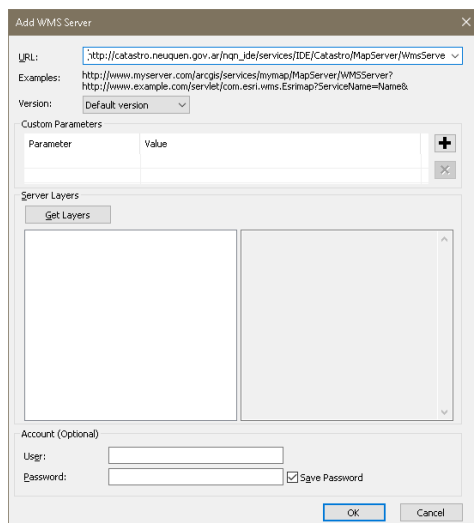 Add WMS Server
URL: http://catastro.neuquen.gov.ar/nqn_ide/services/IDE/Catastro/MapServer/WmsServe
Examples: http://www.myserver.com/arcgis/services/mymap/MapServer/WMSServer?
http://www.example.com/servlet/com.esri.wms.Esrimap?ServiceName=Name&
Version: Default version
Custom Parameters
Parameter Value
Server Layers
Get Layers
Account (Optional)
User:
Password: Save Password
OK Cancel